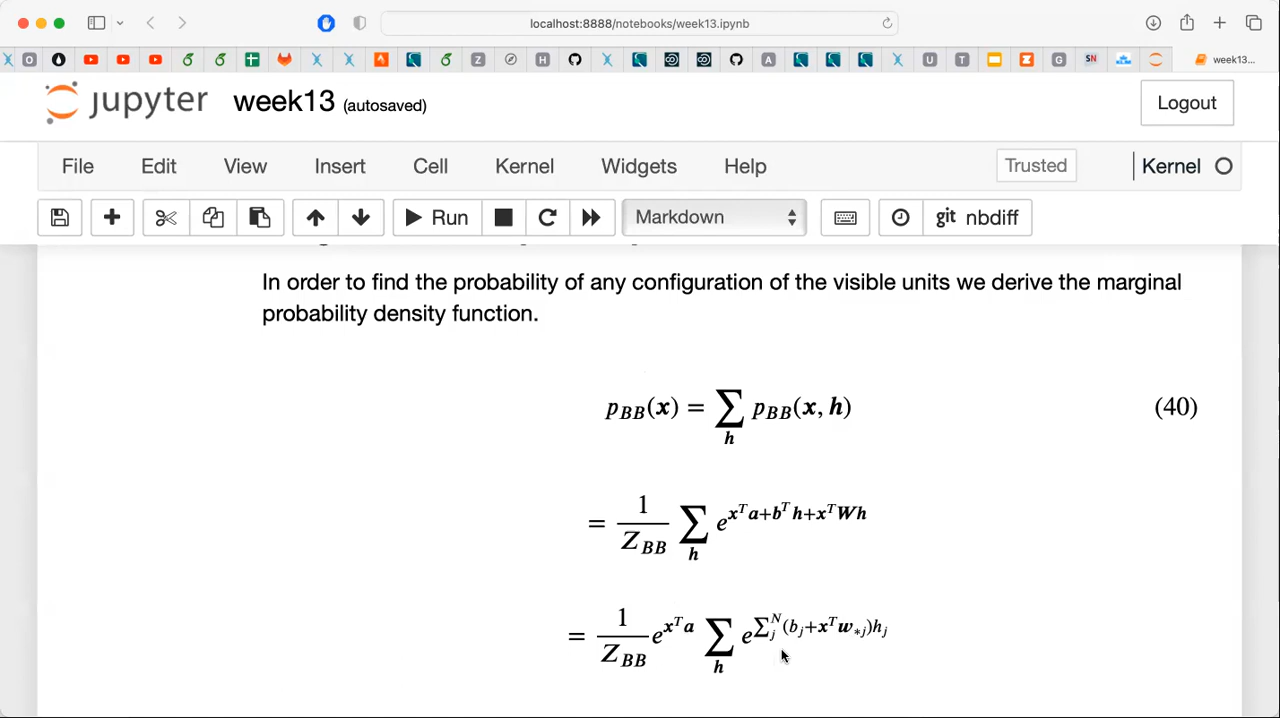 localhost:8888/notebooks/week13.ipynb
week13...
jupyter week13 (autosaved)
Logout
File Edit View Insert Cell Kernel Widgets Help Trusted Kernel
Run Markdown git nbdiff
In order to find the probability of any configuration of the visible units we derive the marginal
probability density function.
p_{BB}(x) = \sum_h p_{BB}(x, h) (40)
= \frac{1}{Z_{BB}} \sum_h e^{x^T a + b^T h + x^T W h}
= \frac{1}{Z_{BB}} e^{x^T a} \sum_h e^{\sum_j^N (b_j + x^T w_{*j}) h_j}